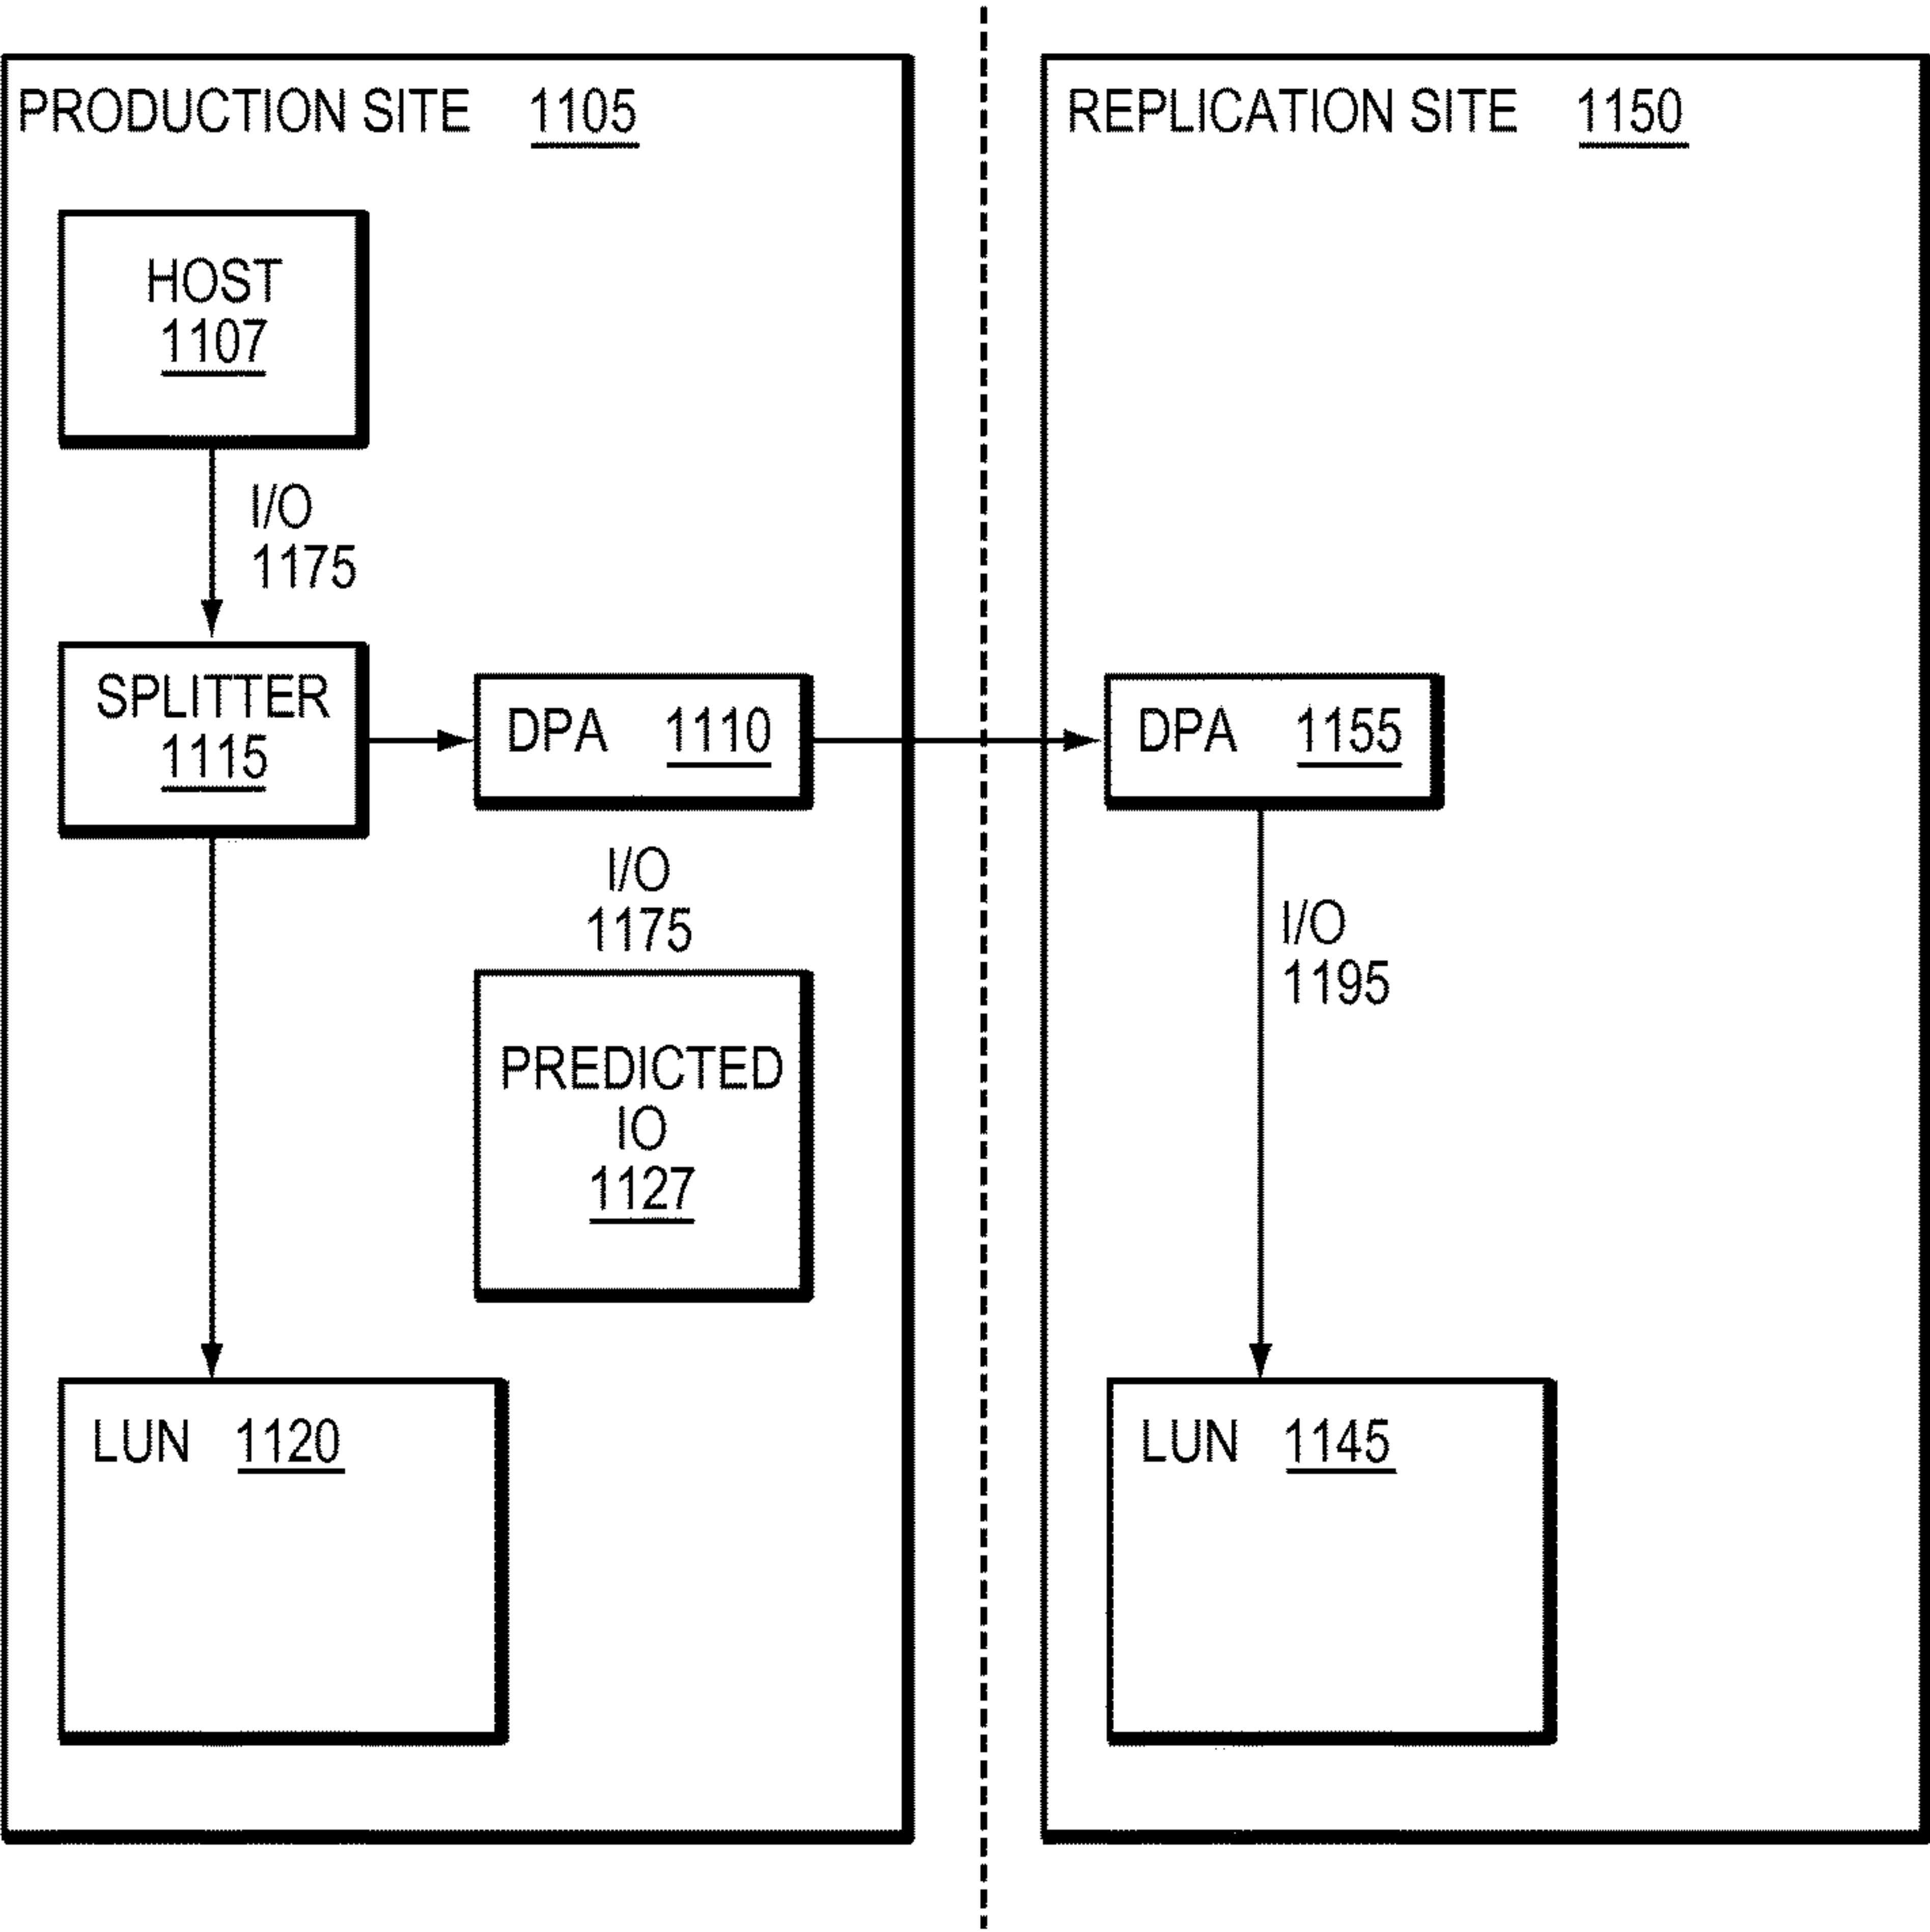 PRODUCTION SITE 1105
HOST
1107
I/O
1175
SPLITTER
1115
DPA 1110
I/O
1175
PREDICTED
IO
1127
LUN 1120
REPLICATION SITE 1150
DPA 1155
I/O
1195
LUN 1145